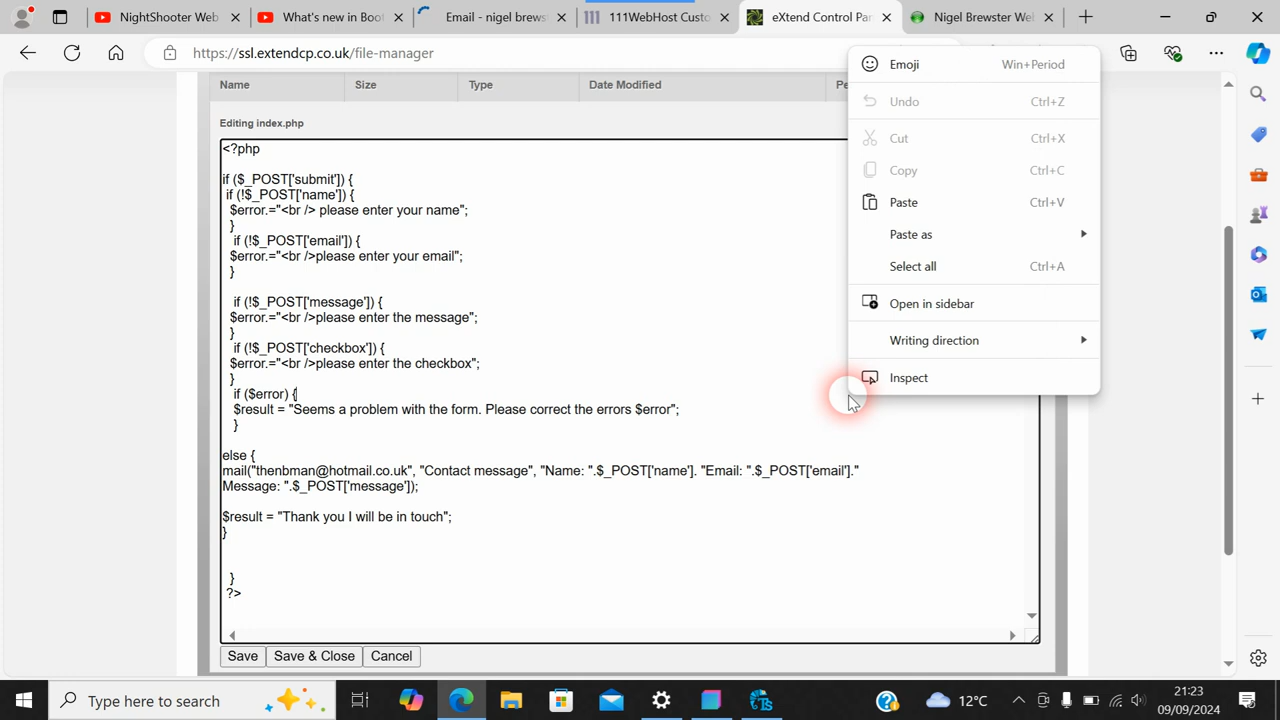 NightShooter Web
What's new in Boo
Email - nigel brews
111WebHost Custo
eXtend Control Pan
Nigel Brewster We
https://ssl.extendcp.co.uk/file-manager
Name Size Type Date Modified Pe
Editing index.php
<?php
if ($_POST['submit']) {
if (!$_POST['name']) {
$error.="<br /> please enter your name";
}
if (!$_POST['email']) {
$error.="<br />please enter your email";
}
if (!$_POST['message']) {
$error.="<br />please enter the message";
}
if (!$_POST['checkbox']) {
$error.="<br />please enter the checkbox";
}
if ($error) {
$result = "Seems a problem with the form. Please correct the errors $error";
}
else {
mail("thenbman@hotmail.co.uk", "Contact message", "Name: ".$_POST['name']. "Email: ".$_POST['email']."
Message: ".$_POST['message']);
$result = "Thank you I will be in touch";
}
}
?>
Save Save & Close Cancel
Emoji Win+Period
Undo Ctrl+Z
Cut Ctrl+X
Copy Ctrl+C
Paste Ctrl+V
Paste as
Select all Ctrl+A
Open in sidebar
Writing direction
Inspect
Type here to search
12°C
21:23
09/09/2024